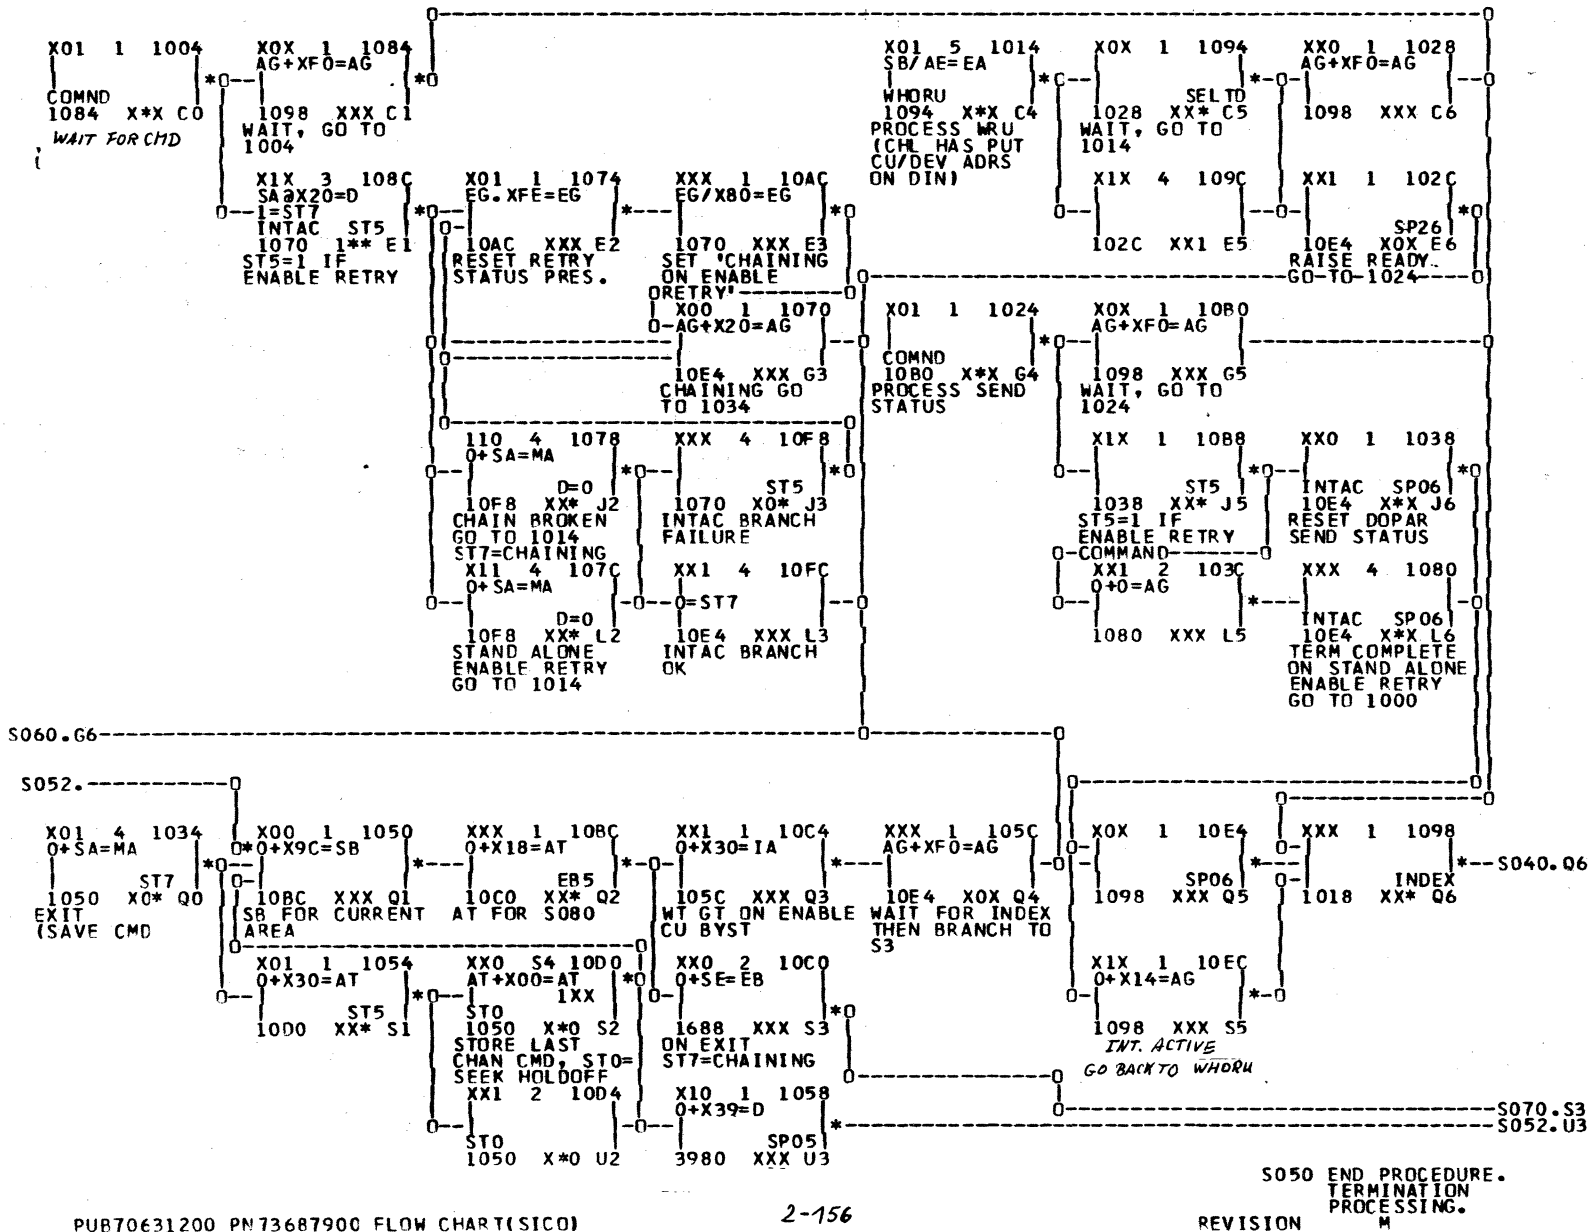 X01 1 1004
COMND
1084 X*X C0
WAIT FOR CMD
X0X 1 1084
AG+XF0=AG
1098 XXX C1
WAIT, GO TO
1004
X01 5 1014
SB/AE=EA
WHORU
1094 X*X C4
PROCESS WRU
(CHL HAS PUT
CU/DEV ADRS
ON DIN)
X0X 1 1094
SELTD
1028 XX* C5
WAIT, GO TO
1014
XX0 1 1028
AG+XF0=AG
1098 XXX C6
X1X 3 108C
SA@X20=D
1=ST7
INTAC ST5
1070 1** E1
ST5=1 IF
ENABLE RETRY
X01 1 1074
EG.XFE=EG
10AC XXX E2
RESET RETRY
STATUS PRES.
XXX 1 10AC
EG/X80=EG
1070 XXX E3
SET 'CHAINING
ON ENABLE
RETRY'
X1X 4 109C
102C XX1 E5
XX1 1 102C
SP26
10E4 X0X E6
RAISE READY.
GO TO 1024
X00 1 1070
AG+X20=AG
10E4 XXX G3
CHAINING GO
TO 1034
X01 1 1024
COMND
10B0 X*X G4
PROCESS SEND
STATUS
X0X 1 10B0
AG+XF0=AG
1098 XXX G5
WAIT, GO TO
1024
110 4 1078
0+SA=MA
D=0
10F8 XX* J2
CHAIN BROKEN
GO TO 1014
ST7=CHAINING
XXX 4 10F8
ST5
1070 X0* J3
INTAC BRANCH
FAILURE
X1X 1 10B8
ST5
1038 XX* J5
ST5=1 IF
ENABLE RETRY
COMMAND
XX0 1 1038
INTAC SP06
10E4 X*X J6
RESET DOPAR
SEND STATUS
X11 4 107C
0+SA=MA
D=0
10F8 XX* L2
STAND ALONE
ENABLE RETRY
GO TO 1014
XX1 4 10FC
0=ST7
10E4 XXX L3
INTAC BRANCH
OK
XX1 2 103C
0+0=AG
1080 XXX L5
XXX 4 1080
INTAC SP06
10E4 X*X L6
TERM COMPLETE
ON STAND ALONE
ENABLE RETRY
GO TO 1000
S060.G6
S052.
X01 4 1034
0+SA=MA
ST7
1050 X0* Q0
EXIT
(SAVE CMD
X00 1 1050
0+X9C=SB
10BC XXX Q1
SB FOR CURRENT
AREA
XXX 1 10BC
0+X18=AT
EB5
10C0 XX* Q2
AT FOR S080
XX1 1 10C4
0+X30=IA
105C XXX Q3
WT GT ON ENABLE
CU BYST
XXX 1 105C
AG+XF0=AG
10E4 X0X Q4
WAIT FOR INDEX
THEN BRANCH TO
S3
X0X 1 10E4
SP06
1098 XXX Q5
XXX 1 1098
INDEX
1018 XX* Q6
S040.Q6
X01 1 1054
0+X30=AT
ST5
10D0 XX* S1
XX0 S4 10D0
AT+X00=AT
1XX
ST0
1050 X*0 S2
STORE LAST
CHAN CMD, ST0=
SEEK HOLDOFF
XX0 2 10C0
0+SE=EB
1688 XXX S3
ON EXIT
ST7=CHAINING
X1X 1 10EC
0+X14=AG
1098 XXX S5
INT. ACTIVE
GO BACK TO WHORU
XX1 2 10D4
ST0
1050 X*0 U2
X10 1 1058
0+X39=D
SP05
3980 XXX U3
S070.S3
S052.U3
S050 END PROCEDURE.
TERMINATION
PROCESSING.
PUB70631200 PN73687900 FLOW CHART(SICO)
2-156
REVISION M